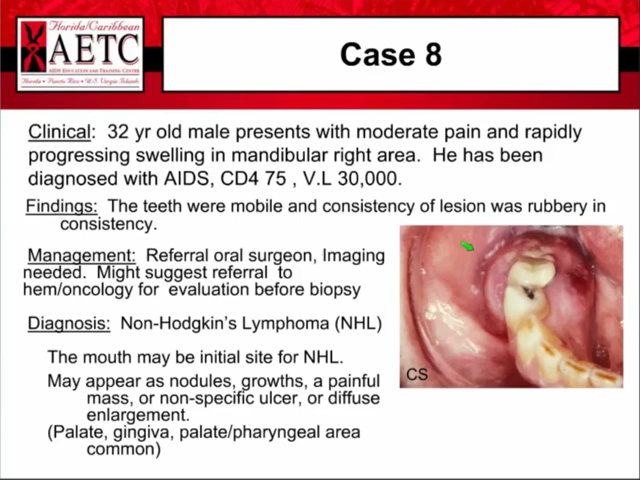 Florida/Caribbean
AETC
AIDS EDUCATION AND TRAINING CENTER
Florida • Puerto Rico • U.S. Virgin Islands
Case 8
Clinical:  32 yr old male presents with moderate pain and rapidly
progressing swelling in mandibular right area.  He has been
diagnosed with AIDS, CD4 75 , V.L 30,000.
Findings:  The teeth were mobile and consistency of lesion was rubbery in
consistency.
Management:  Referral oral surgeon, Imaging
needed.  Might suggest referral  to
hem/oncology for  evaluation before biopsy
Diagnosis:  Non-Hodgkin's Lymphoma (NHL)
The mouth may be initial site for NHL.
May appear as nodules, growths, a painful
mass, or non-specific ulcer, or diffuse
enlargement.
(Palate, gingiva, palate/pharyngeal area
common)
CS